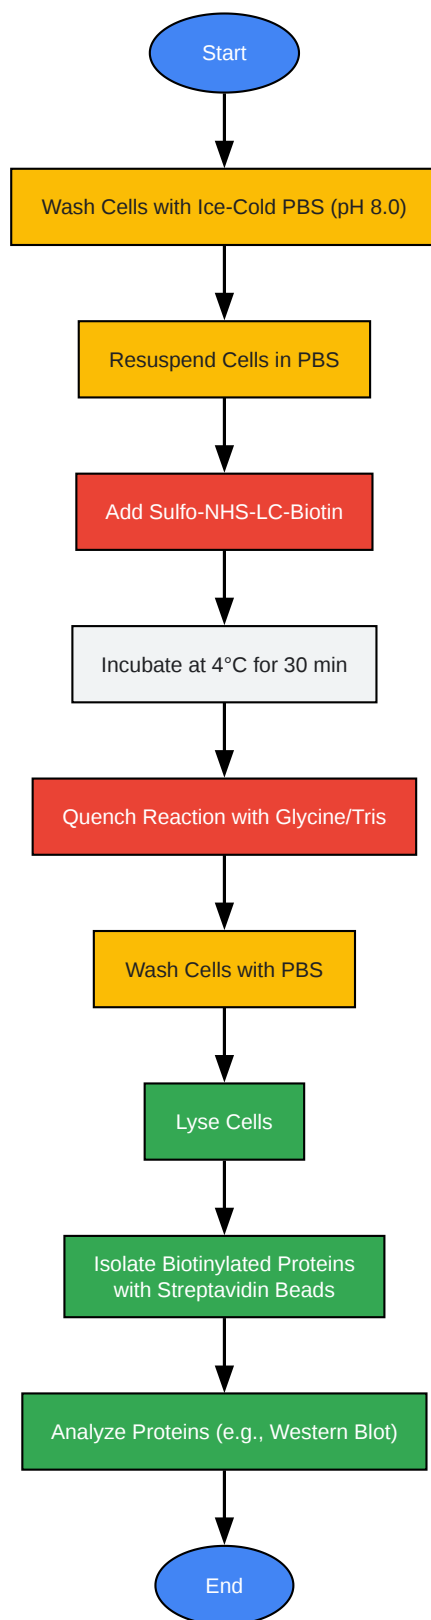 Start
Wash Cells with Ice-Cold PBS (pH 8.0)
Resuspend Cells in PBS
Add Sulfo-NHS-LC-Biotin
Incubate at 4°C for 30 min
Quench Reaction with Glycine/Tris
Wash Cells with PBS
Lyse Cells
Isolate Biotinylated Proteins
with Streptavidin Beads
Analyze Proteins (e.g., Western Blot)
End